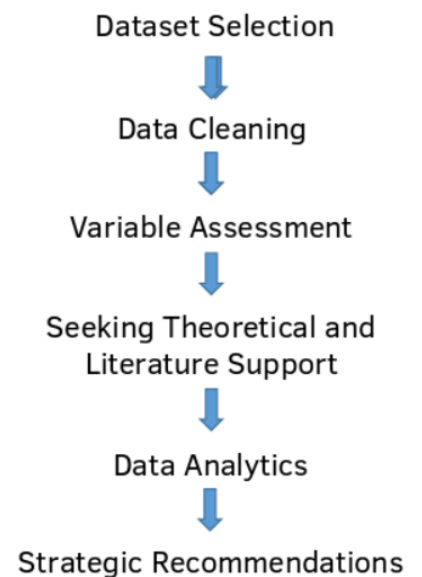 Dataset Selection
Data Cleaning
Variable Assessment
Seeking Theoretical and
Literature Support
Data Analytics
Strategic Recommendations